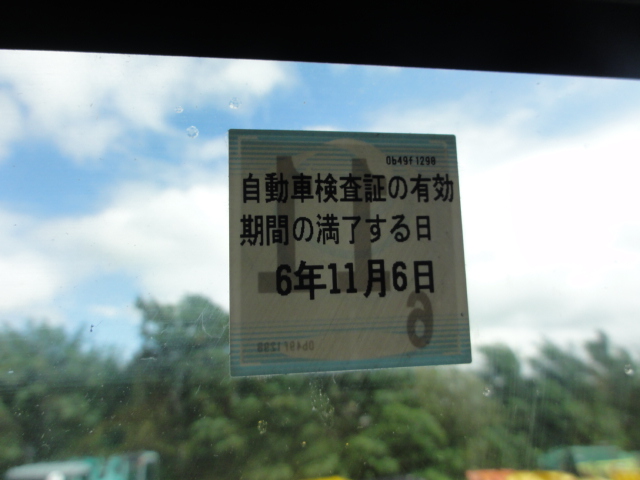 0b49f1290
自動車検査証の有効
期間の満了する日
6年11月6日